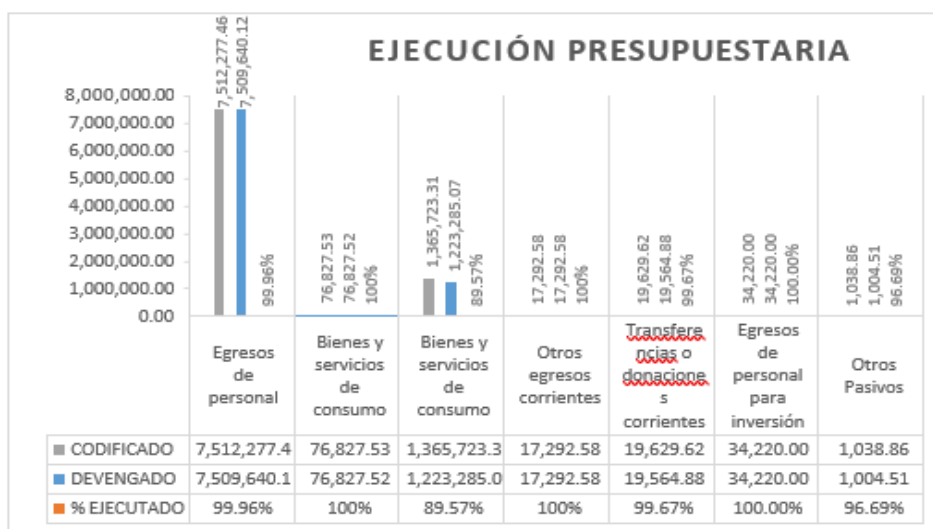 EJECUCIÓN PRESUPUESTARIA
8,000,000.00
7,000,000.00
6,000,000.00
5,000,000.00
4,000,000.00
3,000,000.00
2,000,000.00
1,000,000.00
0.00
7,512,277.46
7,509,640.12
99.96%
76,827.53
76,827.52
100%
1,365,723.31
1,223,285.07
89.57%
17,292.58
17,292.58
100%
19,629.62
19,564.88
99.67%
34,220.00
34,220.00
100.00%
1,038.86
1,004.51
96.69%
Egresos
de
personal
Bienes y
servicios
de
consumo
Bienes y
servicios
de
consumo
Otros
egresos
corrientes
Transfere
ncias o
donacione
s
corrientes
Egresos
de
personal
para
inversión
Otros
Pasivos
CODIFICADO 7,512,277.4 76,827.53 1,365,723.3 17,292.58 19,629.62 34,220.00 1,038.86
DEVENGADO 7,509,640.1 76,827.52 1,223,285.0 17,292.58 19,564.88 34,220.00 1,004.51
% EJECUTADO 99.96% 100% 89.57% 100% 99.67% 100.00% 96.69%